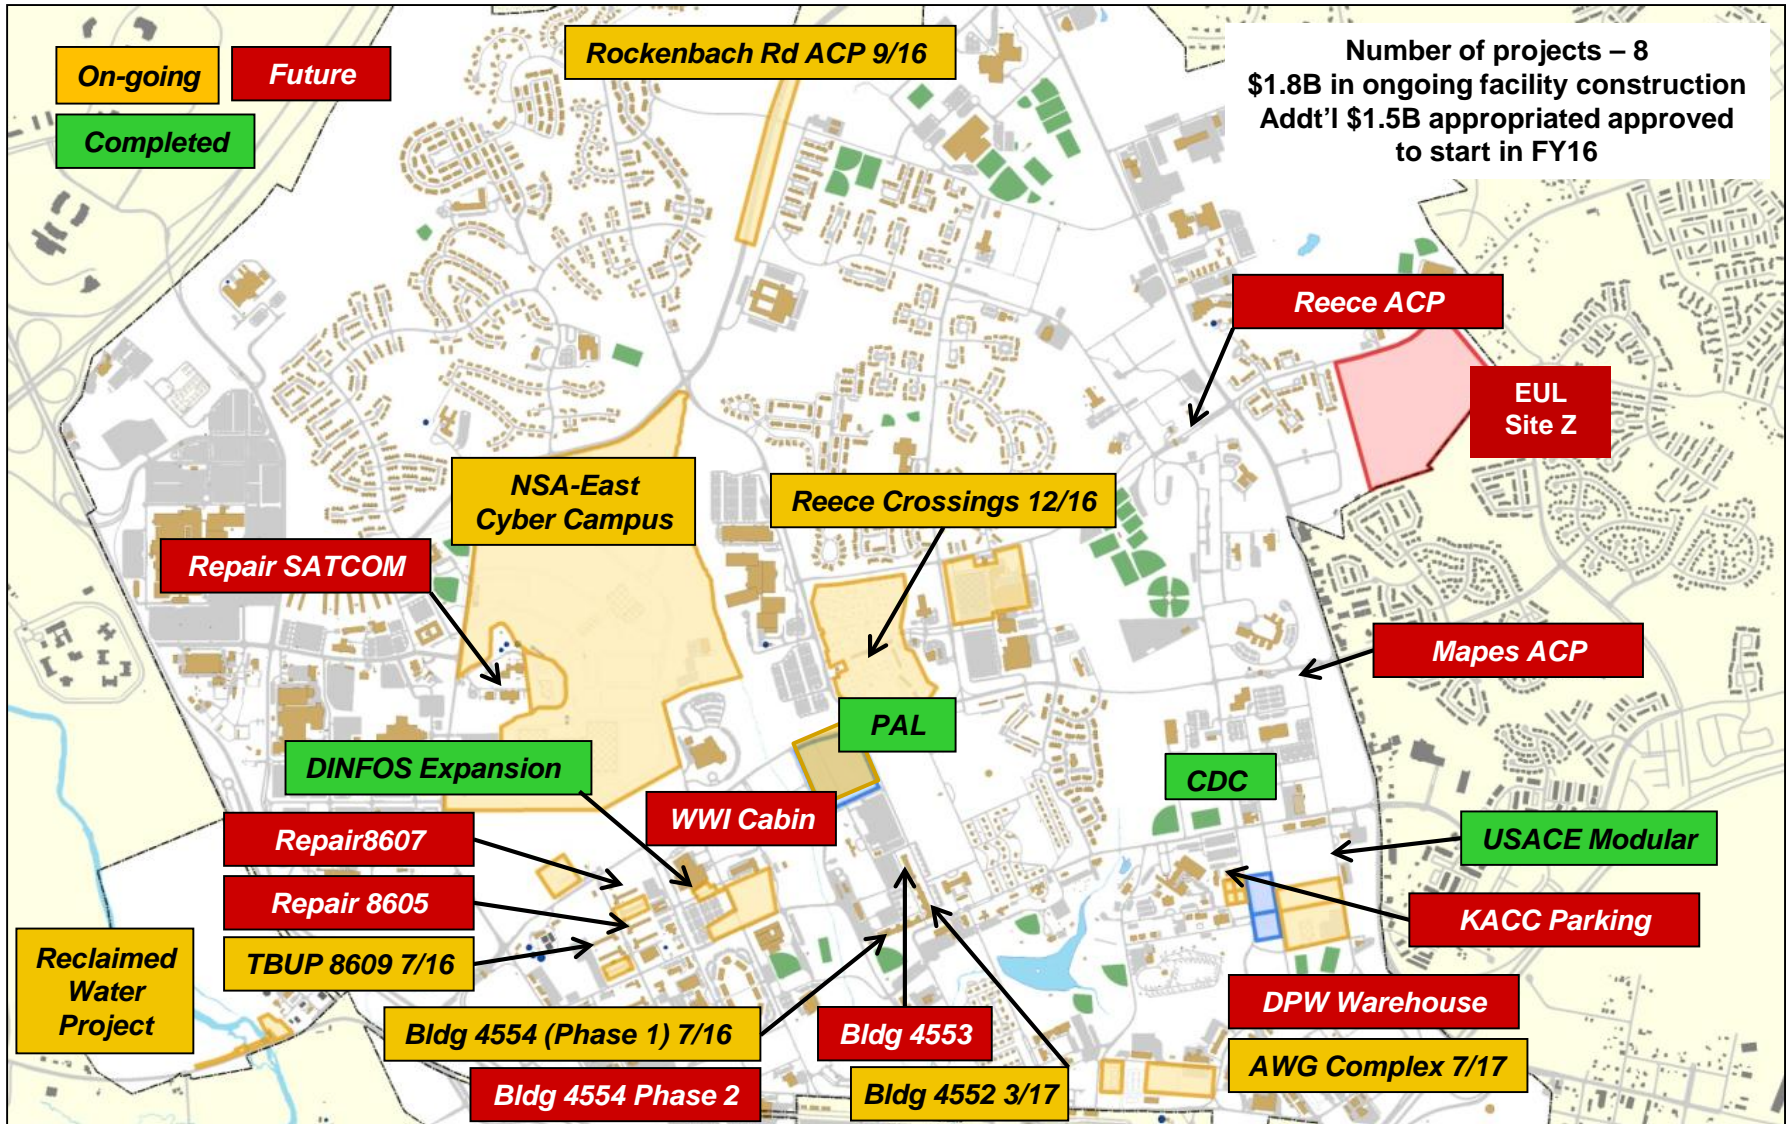 On-going
Future
Completed
Rockenbach Rd ACP 9/16
Number of projects – 8
$1.8B in ongoing facility construction
Addt'l $1.5B appropriated approved
to start in FY16
Reece ACP
EUL
Site Z
NSA-East
Cyber Campus
Reece Crossings 12/16
Repair SATCOM
Mapes ACP
PAL
DINFOS Expansion
CDC
WWI Cabin
Repair8607
USACE Modular
Repair 8605
KACC Parking
TBUP 8609 7/16
Reclaimed
Water
Project
DPW Warehouse
Bldg 4554 (Phase 1) 7/16
Bldg 4553
AWG Complex 7/17
Bldg 4554 Phase 2
Bldg 4552 3/17